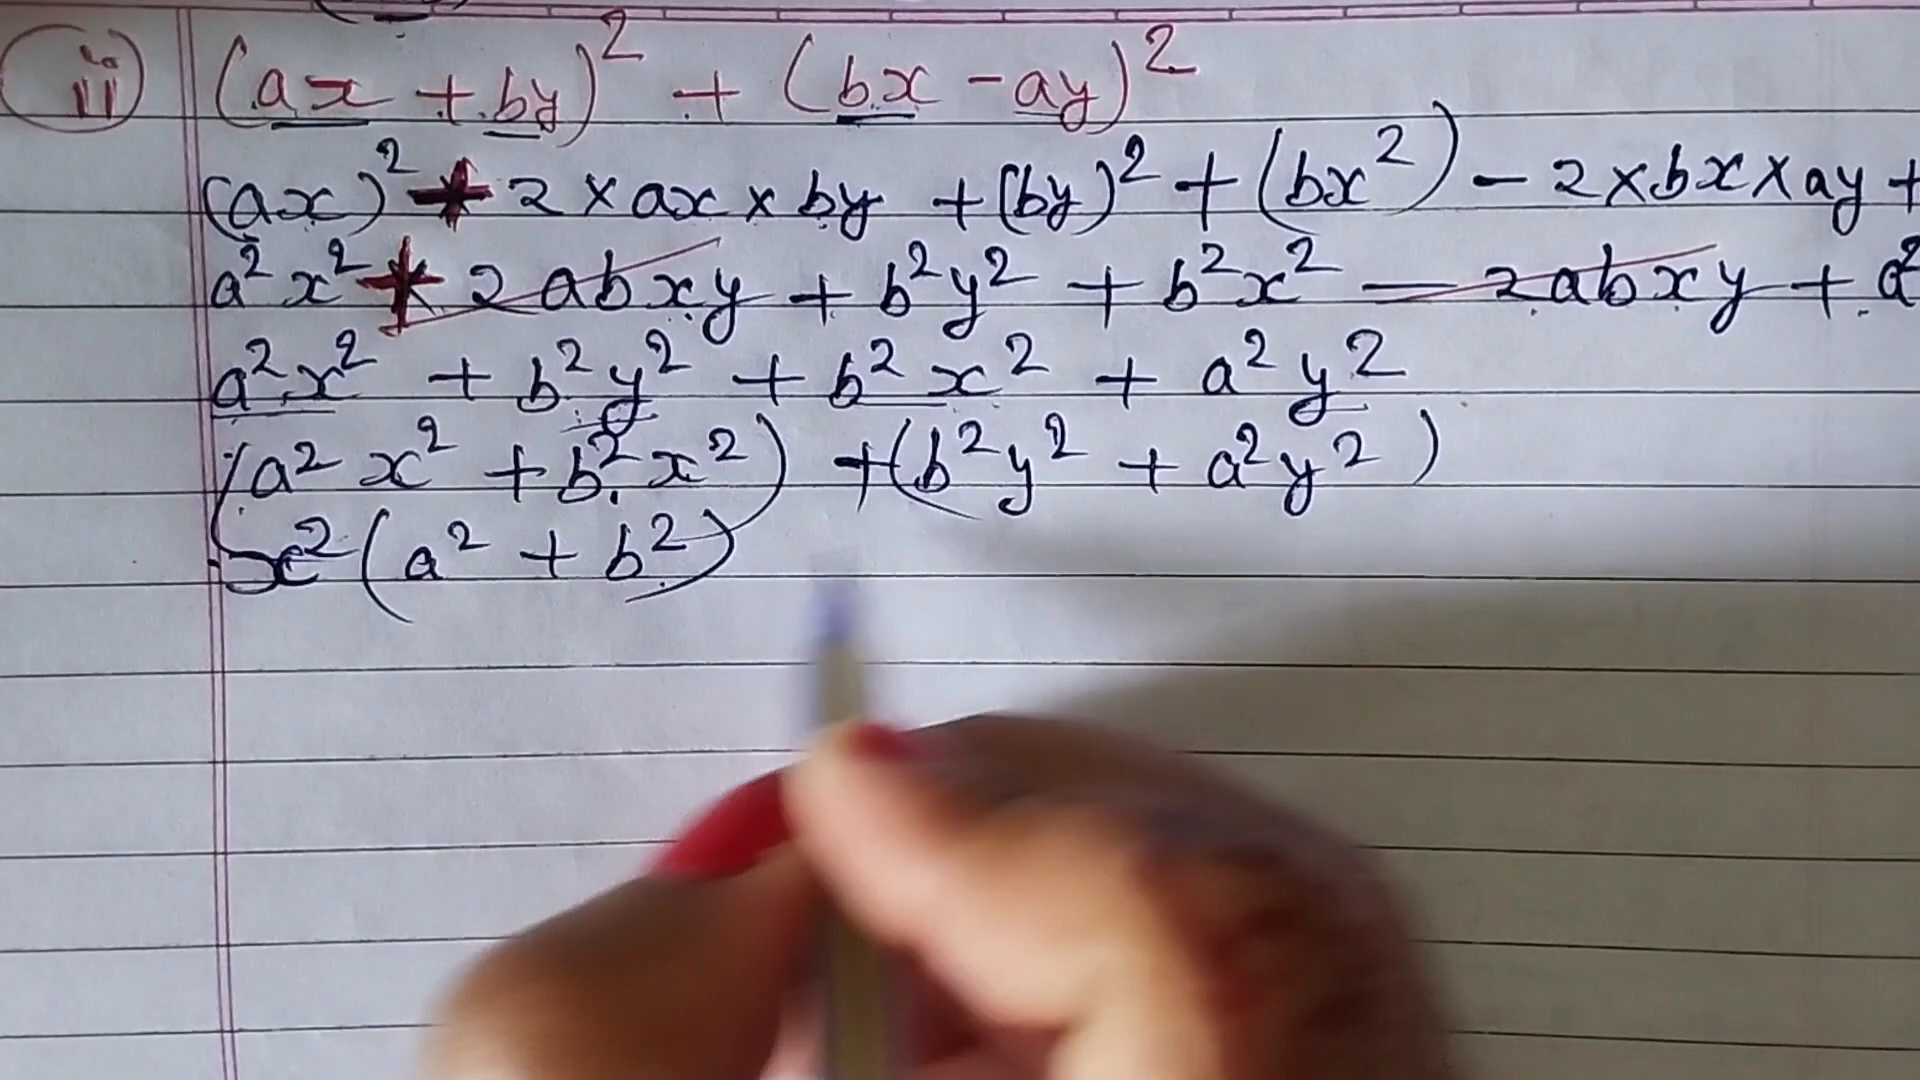 ii) (ax + by)² + (bx - ay)²
(ax)² + 2 × ax × by + (by)² + (bx²) - 2 × bx × ay +
a²x² + 2abxy + b²y² + b²x² - 2abxy + a²
a²x² + b²y² + b²x² + a²y²
(a²x² + b²x²) + (b²y² + a²y²)
x²(a² + b²)